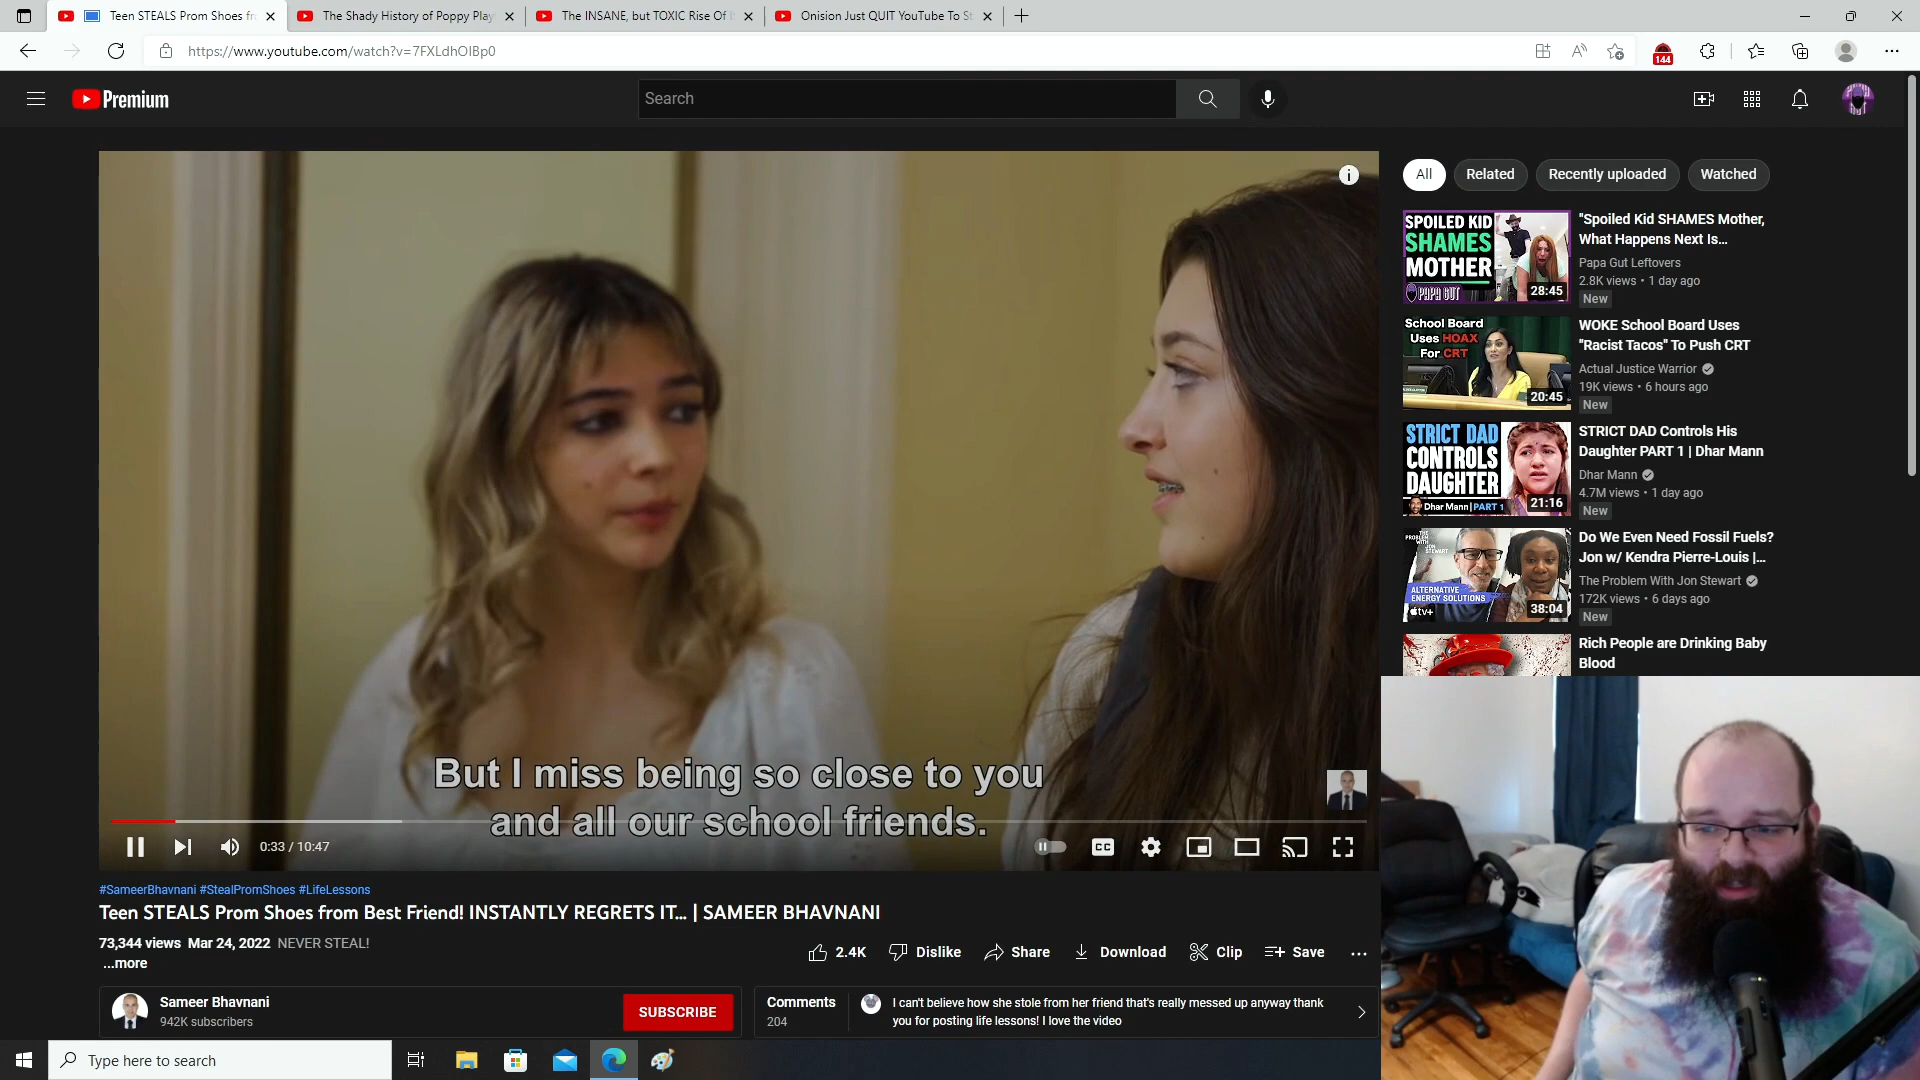 Teen STEALS Prom Shoes fr
The Shady History of Poppy Play
The INSANE, but TOXIC Rise Of
Onision Just QUIT YouTube To St
https://www.youtube.com/watch?v=7FXLdhOIBp0
144
Premium
Search
All
Related
Recently uploaded
Watched
SPOILED KID
SHAMES
MOTHER
PAPA GUT
28:45
"Spoiled Kid SHAMES Mother,
What Happens Next Is...
Papa Gut Leftovers
2.8K views • 1 day ago
New
School Board
Uses HOAX
For CRT
20:45
WOKE School Board Uses
"Racist Tacos" To Push CRT
Actual Justice Warrior
19K views • 6 hours ago
New
STRICT DAD
CONTROLS
DAUGHTER
Dhar Mann | PART 1
21:16
STRICT DAD Controls His
Daughter PART 1 | Dhar Mann
Dhar Mann
4.7M views • 1 day ago
New
THE PROBLEM WITH JON STEWART
ALTERNATIVE
ENERGY SOLUTIONS
tv+
38:04
Do We Even Need Fossil Fuels?
Jon w/ Kendra Pierre-Louis |...
The Problem With Jon Stewart
172K views • 6 days ago
New
Rich People are Drinking Baby
Blood
But I miss being so close to you
and all our school friends.
0:33 / 10:47
CC
#SameerBhavnani #StealPromShoes #LifeLessons
Teen STEALS Prom Shoes from Best Friend! INSTANTLY REGRETS IT... | SAMEER BHAVNANI
73,344 views Mar 24, 2022 NEVER STEAL!
...more
2.4K
Dislike
Share
Download
Clip
Save
Sameer Bhavnani
942K subscribers
SUBSCRIBE
Comments
204
I can't believe how she stole from her friend that's really messed up anyway thank
you for posting life lessons! I love the video
Type here to search